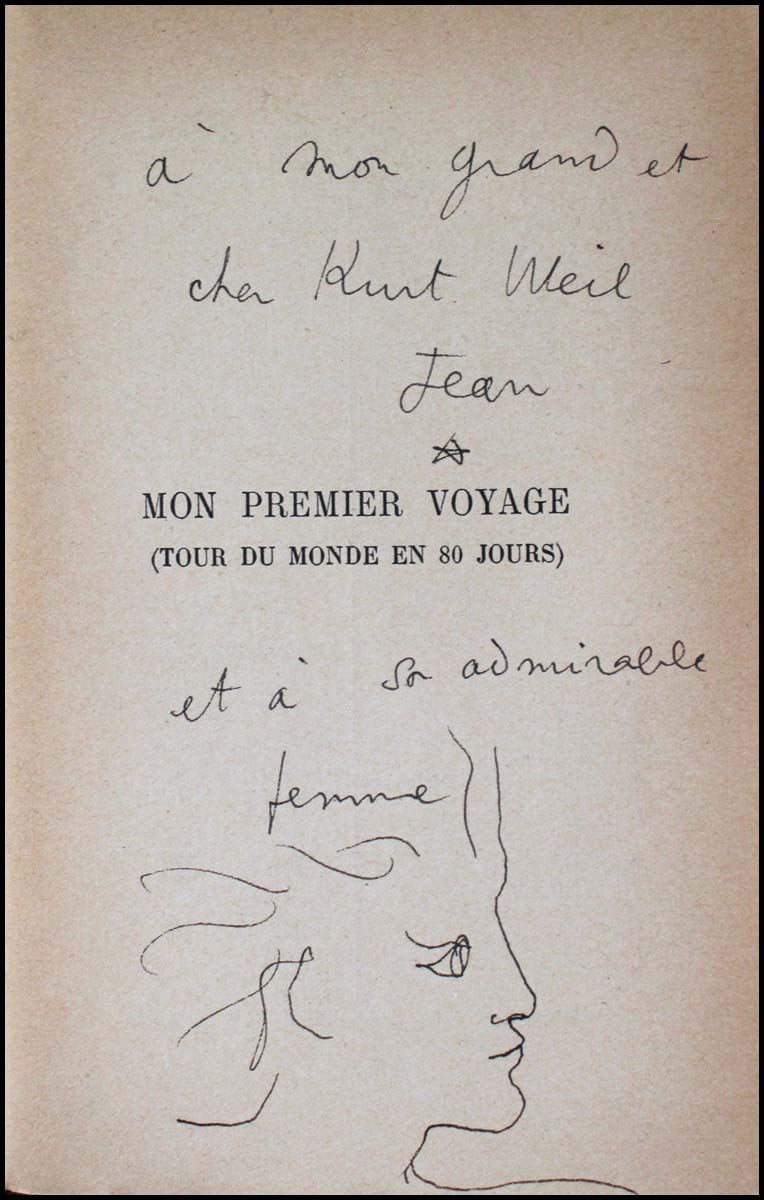 à mon grand et
cher Kurt Weil
Jean
MON PREMIER VOYAGE
(TOUR DU MONDE EN 80 JOURS)
et à sa admirable
femme